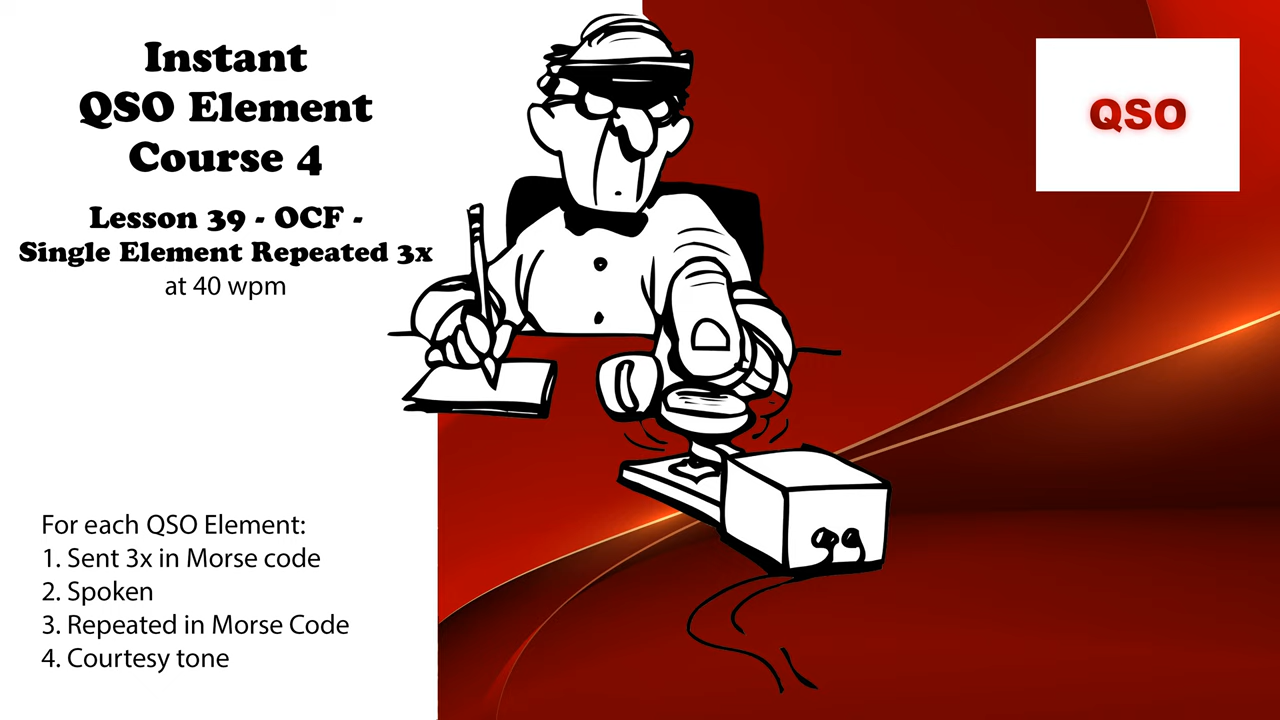 Instant
QSO Element
Course 4
Lesson 39 - OCF -
Single Element Repeated 3x
at 40 wpm
QSO
For each QSO Element:
1. Sent 3x in Morse code
2. Spoken
3. Repeated in Morse Code
4. Courtesy tone